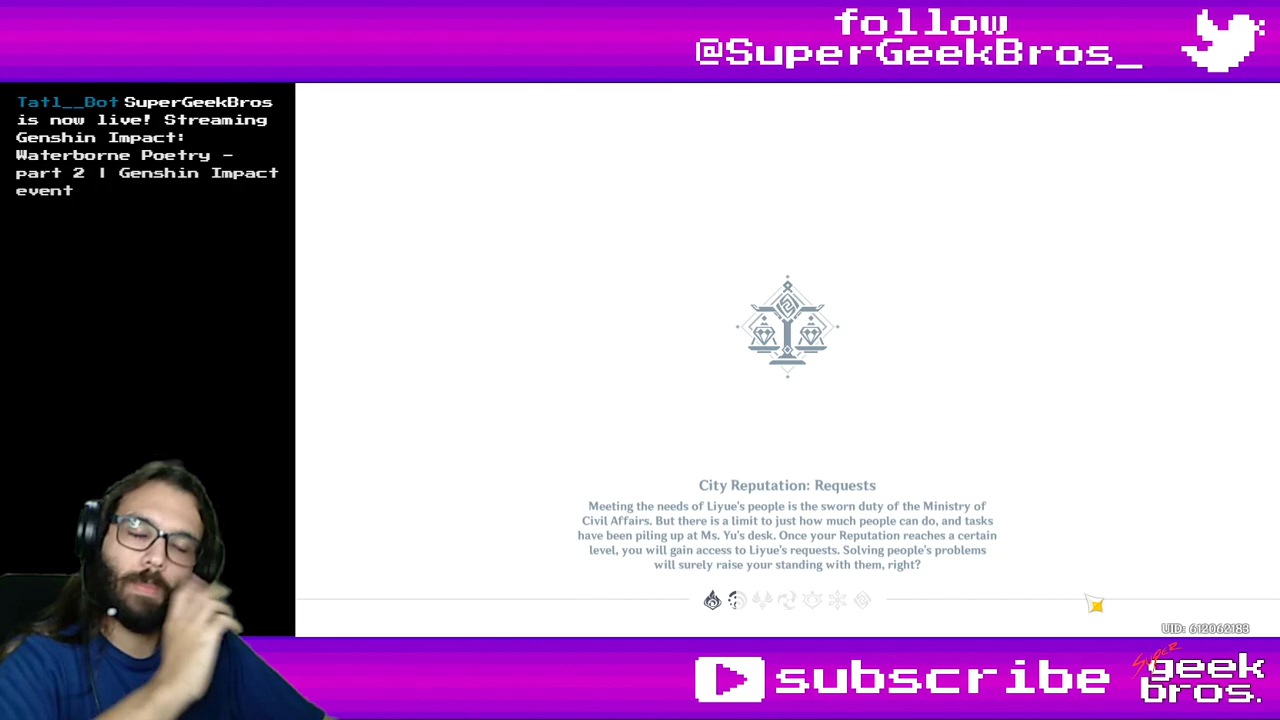 follow
@SuperGeekBros_
Tatl__Bot SuperGeekBros
is now live! Streaming
Genshin Impact:
Waterborne Poetry -
part 2 | Genshin Impact
event
City Reputation: Requests
Meeting the needs of Liyue's people is the sworn duty of the Ministry of
Civil Affairs. But there is a limit to just how much people can do, and tasks
have been piling up at Ms. Yu's desk. Once your Reputation reaches a certain
level, you will gain access to Liyue's requests. Solving people's problems
will surely raise your standing with them, right?
UID: 612062183
subscribe
SUPER
geek
bros.